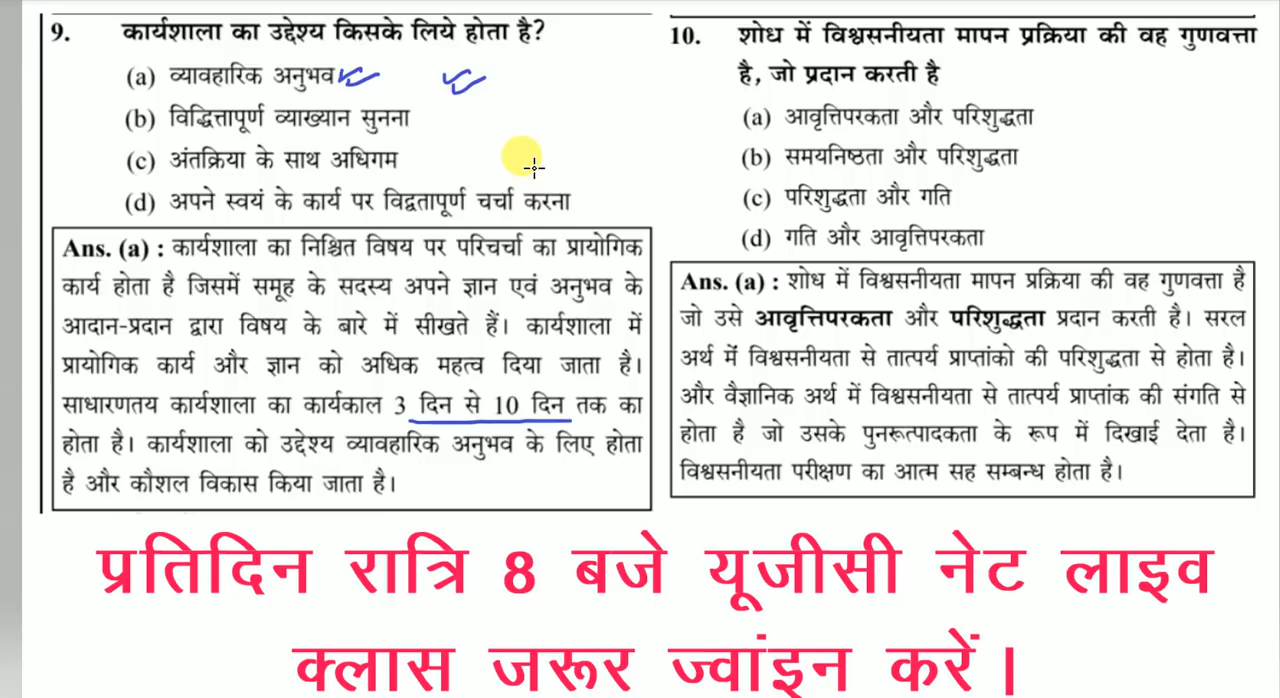 9. कार्यशाला का उद्देश्य किसके लिये होता है?
(a) व्यावहारिक अनुभव
(b) विद्धित्तापूर्ण व्याख्यान सुनना
(c) अंतक्रिया के साथ अधिगम
(d) अपने स्वयं के कार्य पर विद्वतापूर्ण चर्चा करना
Ans. (a) : कार्यशाला का निश्चित विषय पर परिचर्चा का प्रायोगिक
कार्य होता है जिसमें समूह के सदस्य अपने ज्ञान एवं अनुभव के
आदान-प्रदान द्वारा विषय के बारे में सीखते हैं। कार्यशाला में
प्रायोगिक कार्य और ज्ञान को अधिक महत्व दिया जाता है।
साधारणतय कार्यशाला का कार्यकाल 3 दिन से 10 दिन तक का
होता है। कार्यशाला को उद्देश्य व्यावहारिक अनुभव के लिए होता
है और कौशल विकास किया जाता है।
10. शोध में विश्वसनीयता मापन प्रक्रिया की वह गुणवत्ता
है, जो प्रदान करती है
(a) आवृत्तिपरकता और परिशुद्धता
(b) समयनिष्ठता और परिशुद्धता
(c) परिशुद्धता और गति
(d) गति और आवृत्तिपरकता
Ans. (a) : शोध में विश्वसनीयता मापन प्रक्रिया की वह गुणवत्ता है
जो उसे आवृत्तिपरकता और परिशुद्धता प्रदान करती है। सरल
अर्थ में विश्वसनीयता से तात्पर्य प्राप्तांको की परिशुद्धता से होता है।
और वैज्ञानिक अर्थ में विश्वसनीयता से तात्पर्य प्राप्तांक की संगति से
होता है जो उसके पुनरूत्पादकता के रूप में दिखाई देता है।
विश्वसनीयता परीक्षण का आत्म सह सम्बन्ध होता है।
प्रतिदिन रात्रि 8 बजे यूजीसी नेट लाइव
क्लास जरूर ज्वांइन करें।